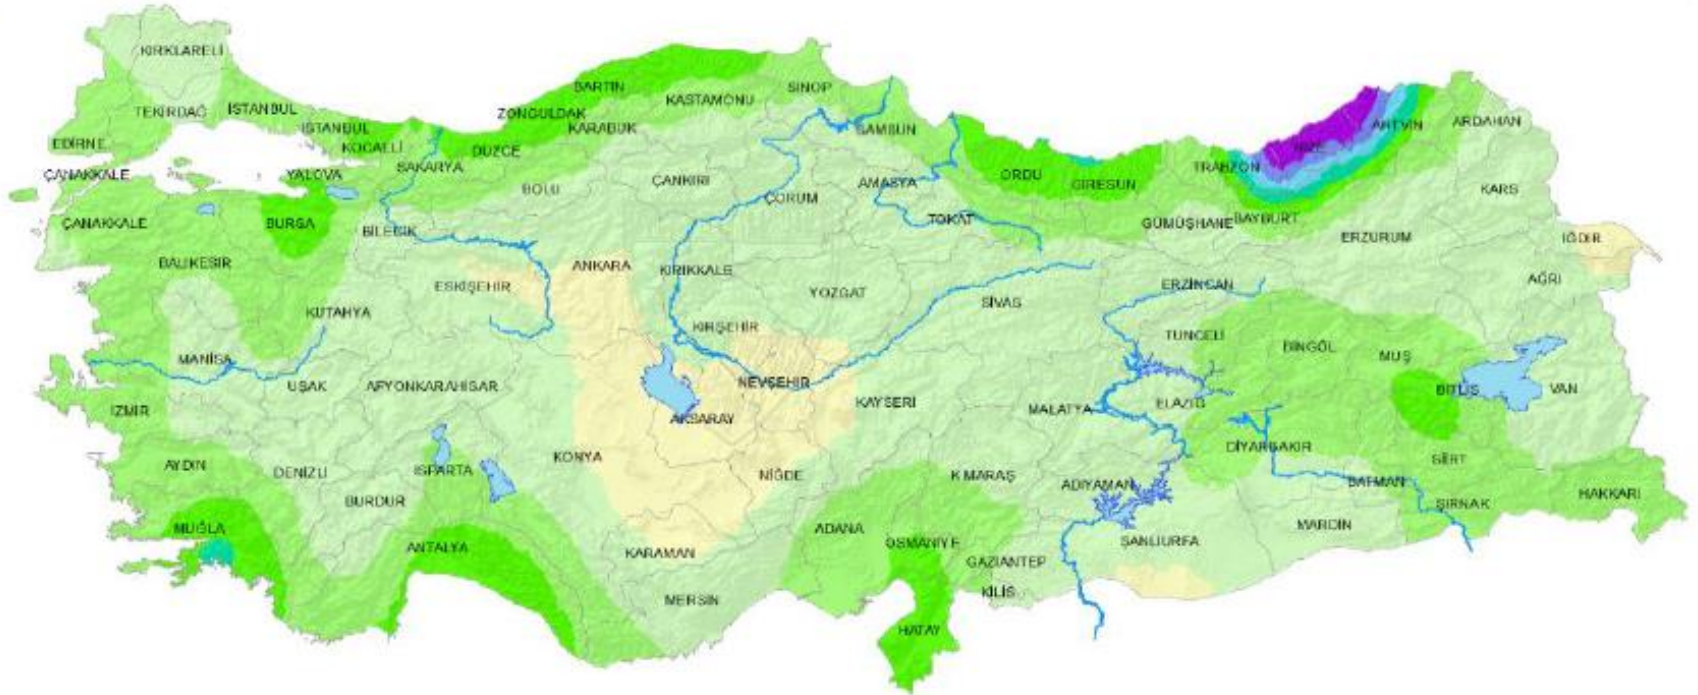 KIRKLARELİ
TEKİRDAĞ
İSTANBUL
EDİRNE
İSTANBUL
KOCAELİ
ÇANAKKALE
YALOVA
SAKARYA
DÜZCE
ZONGULDAK
BARTIN
KARABÜK
KASTAMONU
SİNOP
SAMSUN
ORDU
GİRESUN
TRABZON
RİZE
ARTVİN
ARDAHAN
ÇANAKKALE
BURSA
BİLECİK
BOLU
ÇANKIRI
ÇORUM
AMASYA
TOKAT
GÜMÜŞHANE
BAYBURT
ERZURUM
KARS
IĞDIR
BALIKESİR
KÜTAHYA
ESKİŞEHİR
ANKARA
KIRIKKALE
YOZGAT
SİVAS
ERZİNCAN
AĞRI
MANİSA
UŞAK
AFYONKARAHİSAR
KIRŞEHİR
NEVŞEHİR
KAYSERİ
MALATYA
TUNCELİ
ELAZIĞ
BİNGÖL
MUŞ
BİTLİS
VAN
İZMİR
AKSARAY
AYDIN
DENİZLİ
ISPARTA
BURDUR
KONYA
NİĞDE
K.MARAŞ
ADIYAMAN
DİYARBAKIR
BATMAN
SİİRT
ŞIRNAK
HAKKARİ
MUĞLA
ANTALYA
KARAMAN
MERSİN
ADANA
OSMANİYE
GAZİANTEP
KİLİS
ŞANLIURFA
MARDİN
HATAY